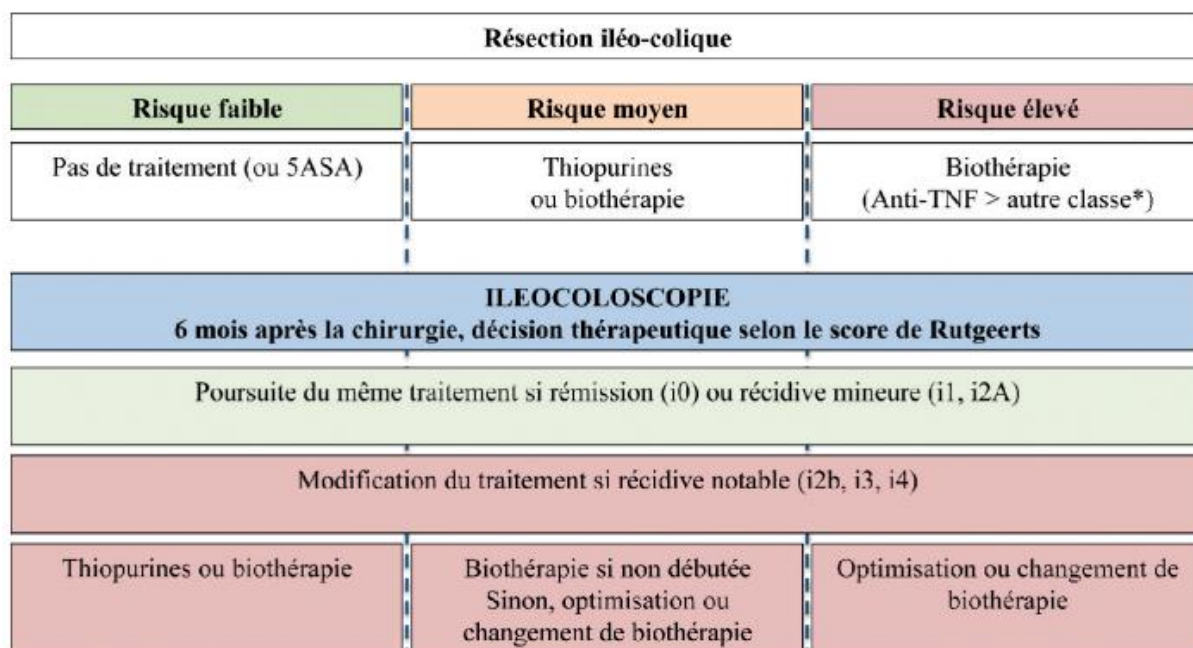 Résection iléo-colique
Risque faible
Risque moyen
Risque élevé
Pas de traitement (ou 5ASA)
Thiopurines
ou biothérapie
Biothérapie
(Anti-TNF > autre classe*)
ILEOCOLOSCOPIE
6 mois après la chirurgie, décision thérapeutique selon le score de Rutgeerts
Poursuite du même traitement si rémission (i0) ou récidive mineure (i1, i2A)
Modification du traitement si récidive notable (i2b, i3, i4)
Thiopurines ou biothérapie
Biothérapie si non débutée
Sinon, optimisation ou
changement de biothérapie
Optimisation ou changement de
biothérapie